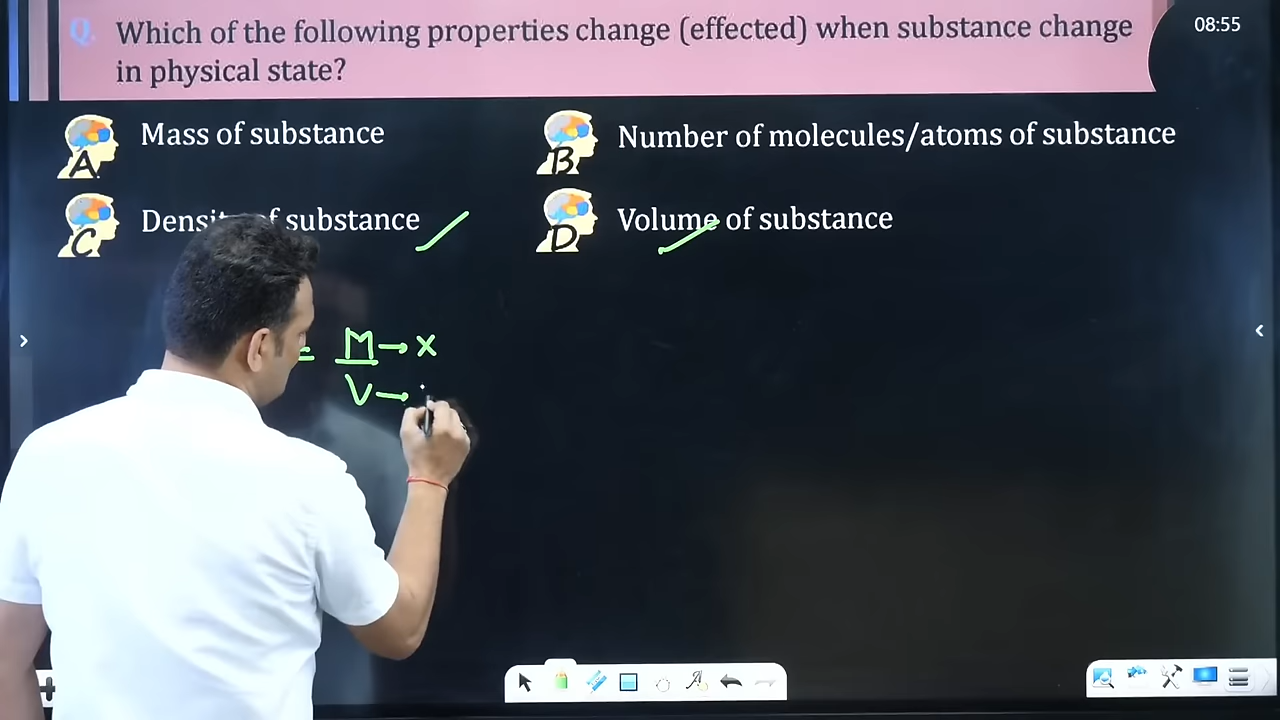 Q. Which of the following properties change (effected) when substance change
in physical state?
08:55
A. Mass of substance
B Number of molecules/atoms of substance
C of substance
D Volume of substance
= M → x
V →